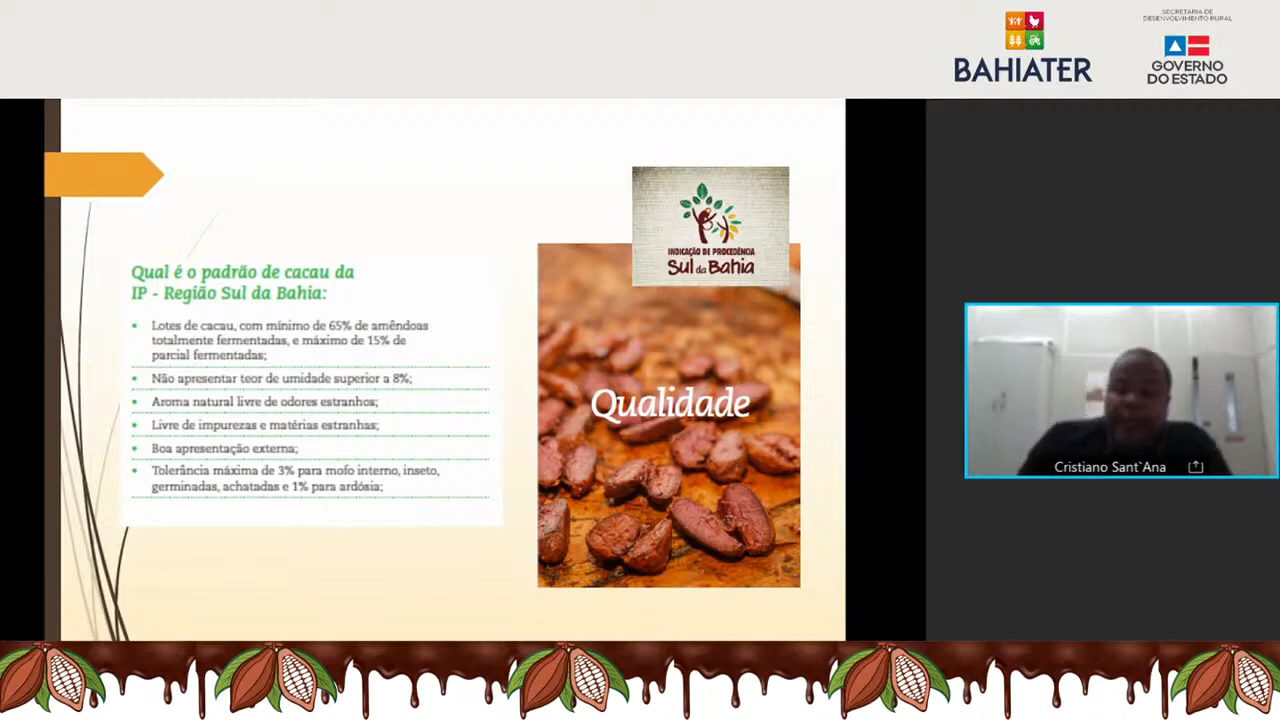 BAHIATER
SECRETARIA DE
DESENVOLVIMENTO RURAL
GOVERNO
DO ESTADO
INDICAÇÃO DE PROCEDÊNCIA
Sul da Bahia
Qual é o padrão de cacau da
IP - Região Sul da Bahia:
• Lotes de cacau, com mínimo de 65% de amêndoas
totalmente fermentadas, e máximo de 15% de
parcial fermentadas;
• Não apresentar teor de umidade superior a 8%;
• Aroma natural livre de odores estranhos;
• Livre de impurezas e matérias estranhas;
• Boa apresentação externa;
• Tolerância máxima de 3% para mofo interno, inseto,
germinadas, achatadas e 1% para ardósia;
Qualidade
Cristiano Sant`Ana